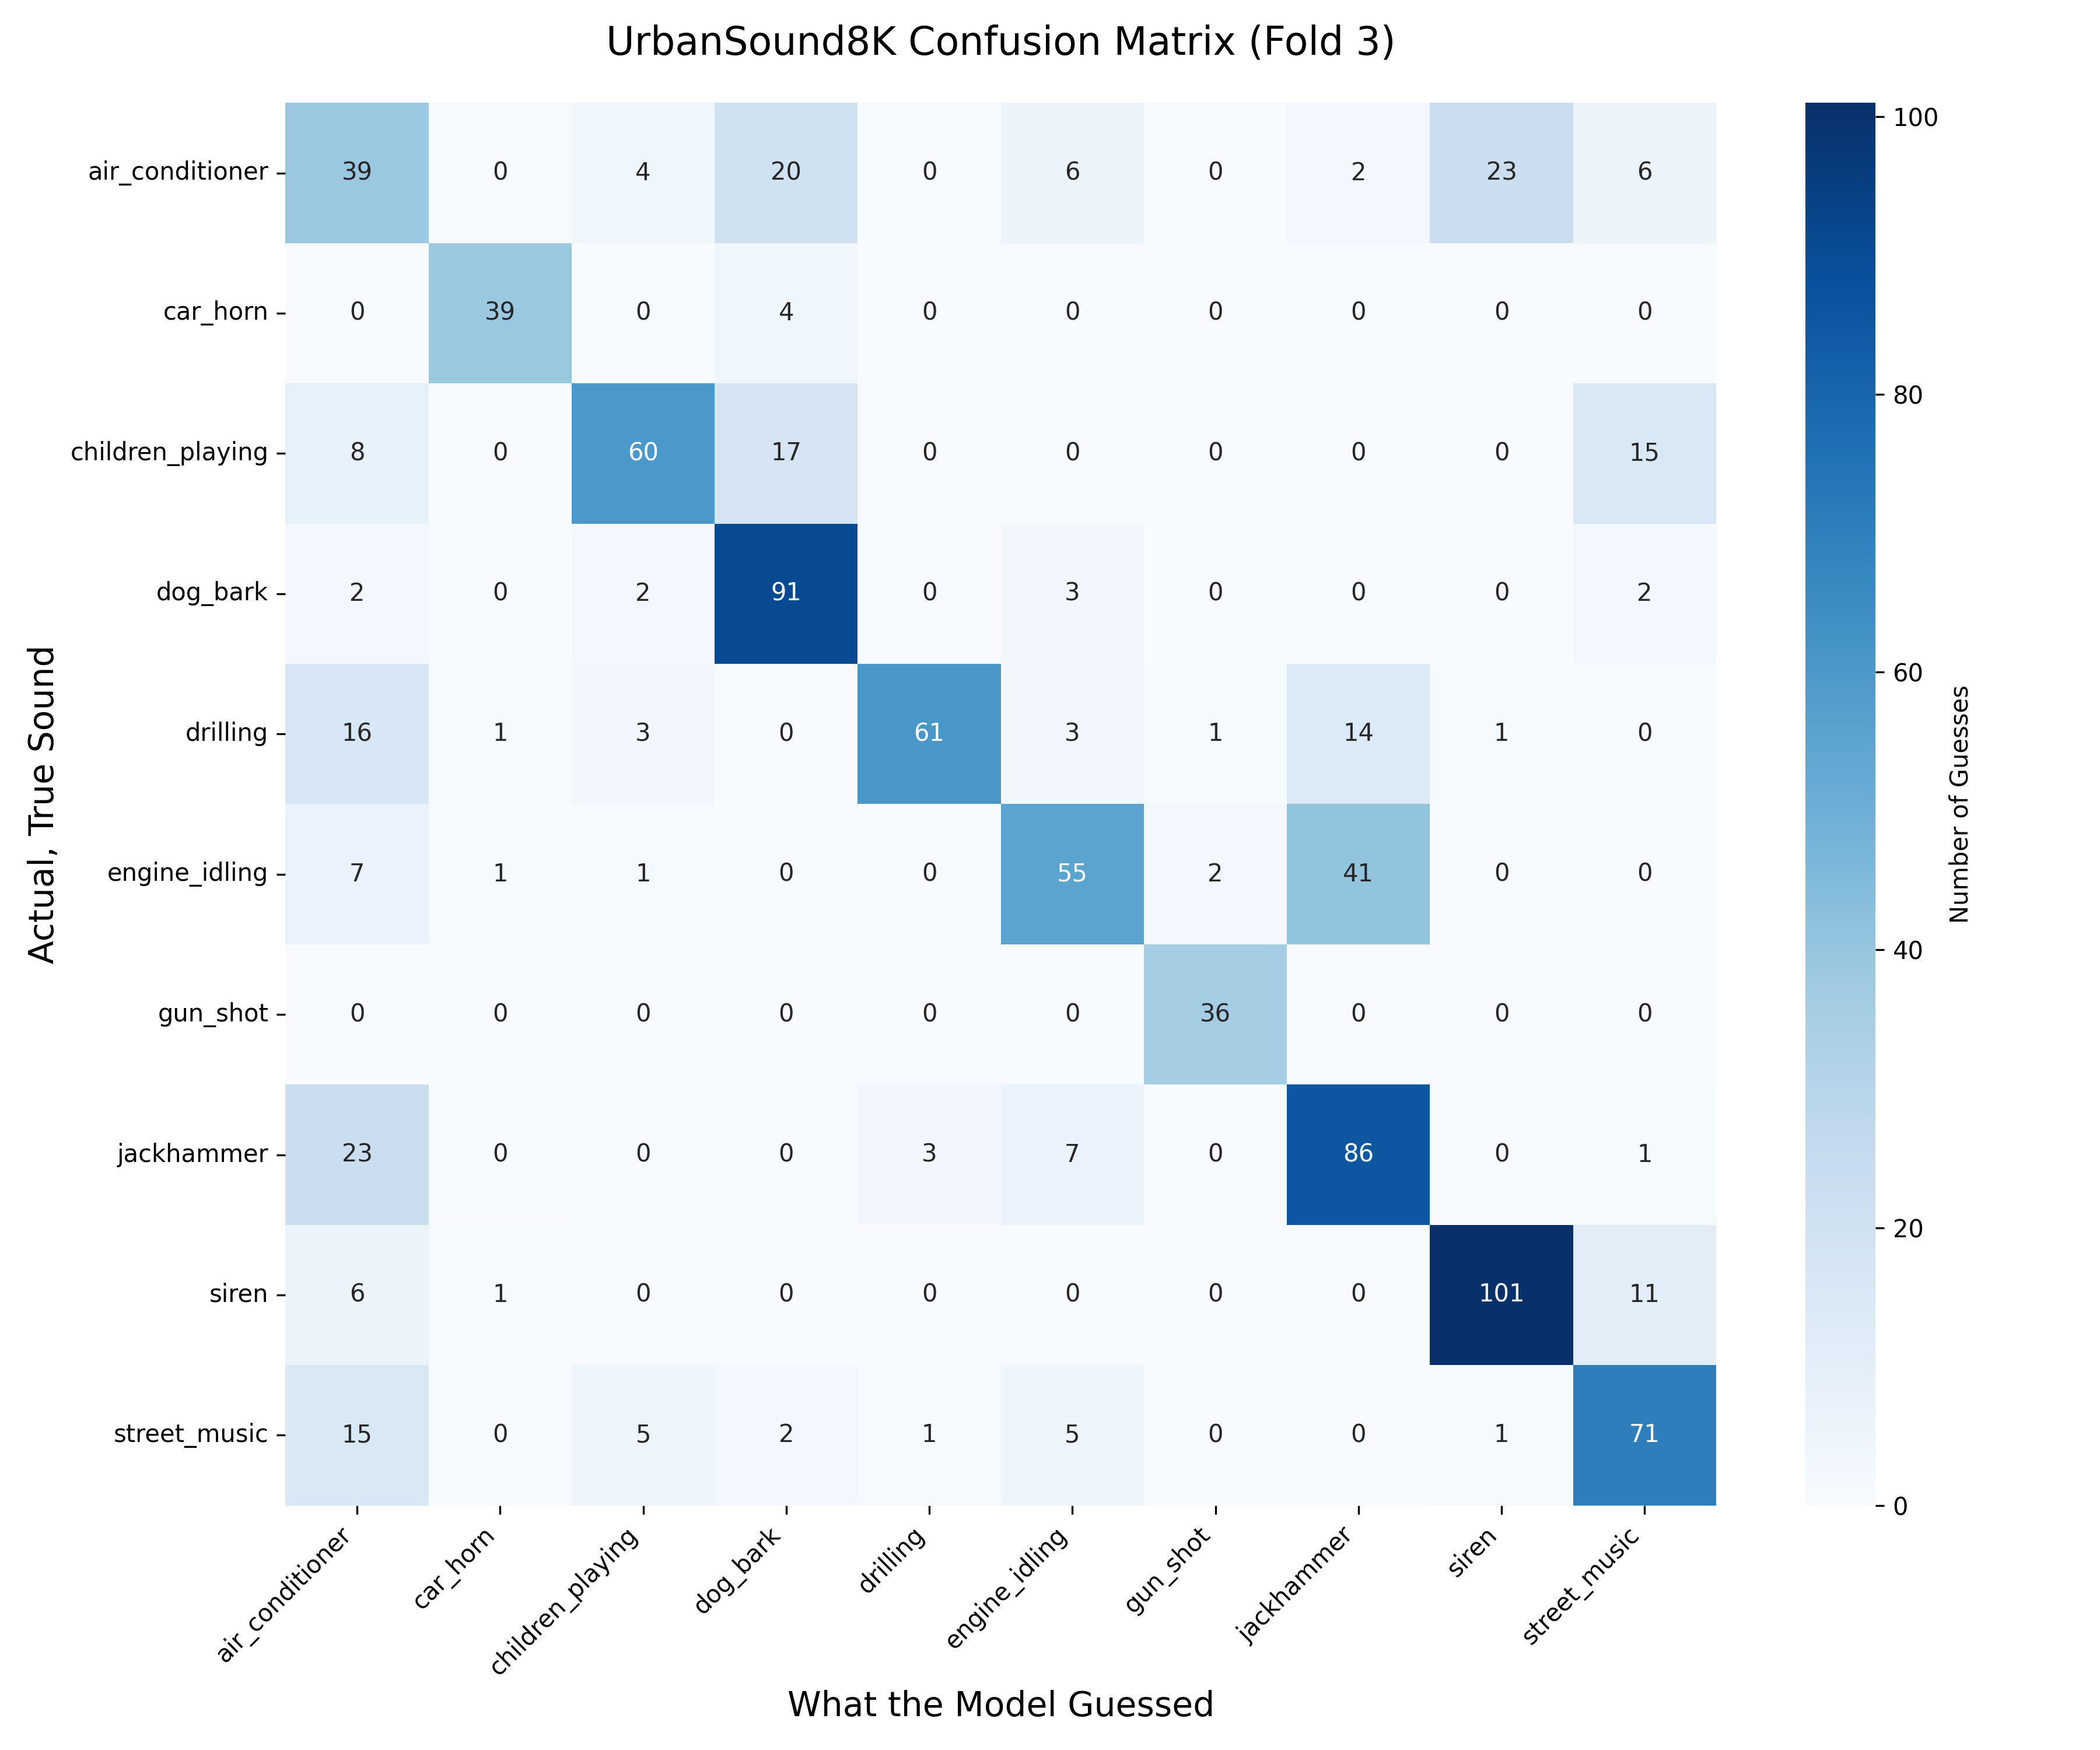 UrbanSound8K Confusion Matrix (Fold 3)
air_conditioner 39 0 4 20 0 6 0 2 23 6
car_horn 0 39 0 4 0 0 0 0 0 0
children_playing 8 0 60 17 0 0 0 0 0 15
dog_bark 2 0 2 91 0 3 0 0 0 2
drilling 16 1 3 0 61 3 1 14 1 0
engine_idling 7 1 1 0 0 55 2 41 0 0
gun_shot 0 0 0 0 0 0 36 0 0 0
jackhammer 23 0 0 0 3 7 0 86 0 1
siren 6 1 0 0 0 0 0 0 101 11
street_music 15 0 5 2 1 5 0 0 1 71
air_conditioner car_horn children_playing dog_bark drilling engine_idling gun_shot jackhammer siren street_music
What the Model Guessed
Actual, True Sound
100
80
60
40
20
0
Number of Guesses